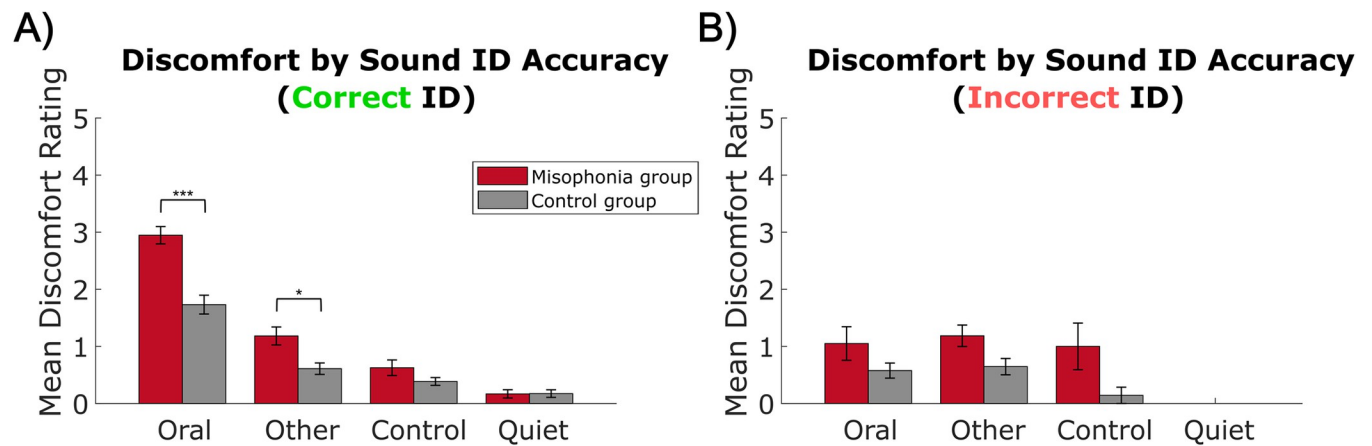 A)
Discomfort by Sound ID Accuracy
(Correct ID)
Mean Discomfort Rating
5
4
3
2
1
0
***
*
Misophonia group
Control group
Oral
Other
Control
Quiet
B)
Discomfort by Sound ID Accuracy
(Incorrect ID)
Mean Discomfort Rating
5
4
3
2
1
0
Oral
Other
Control
Quiet